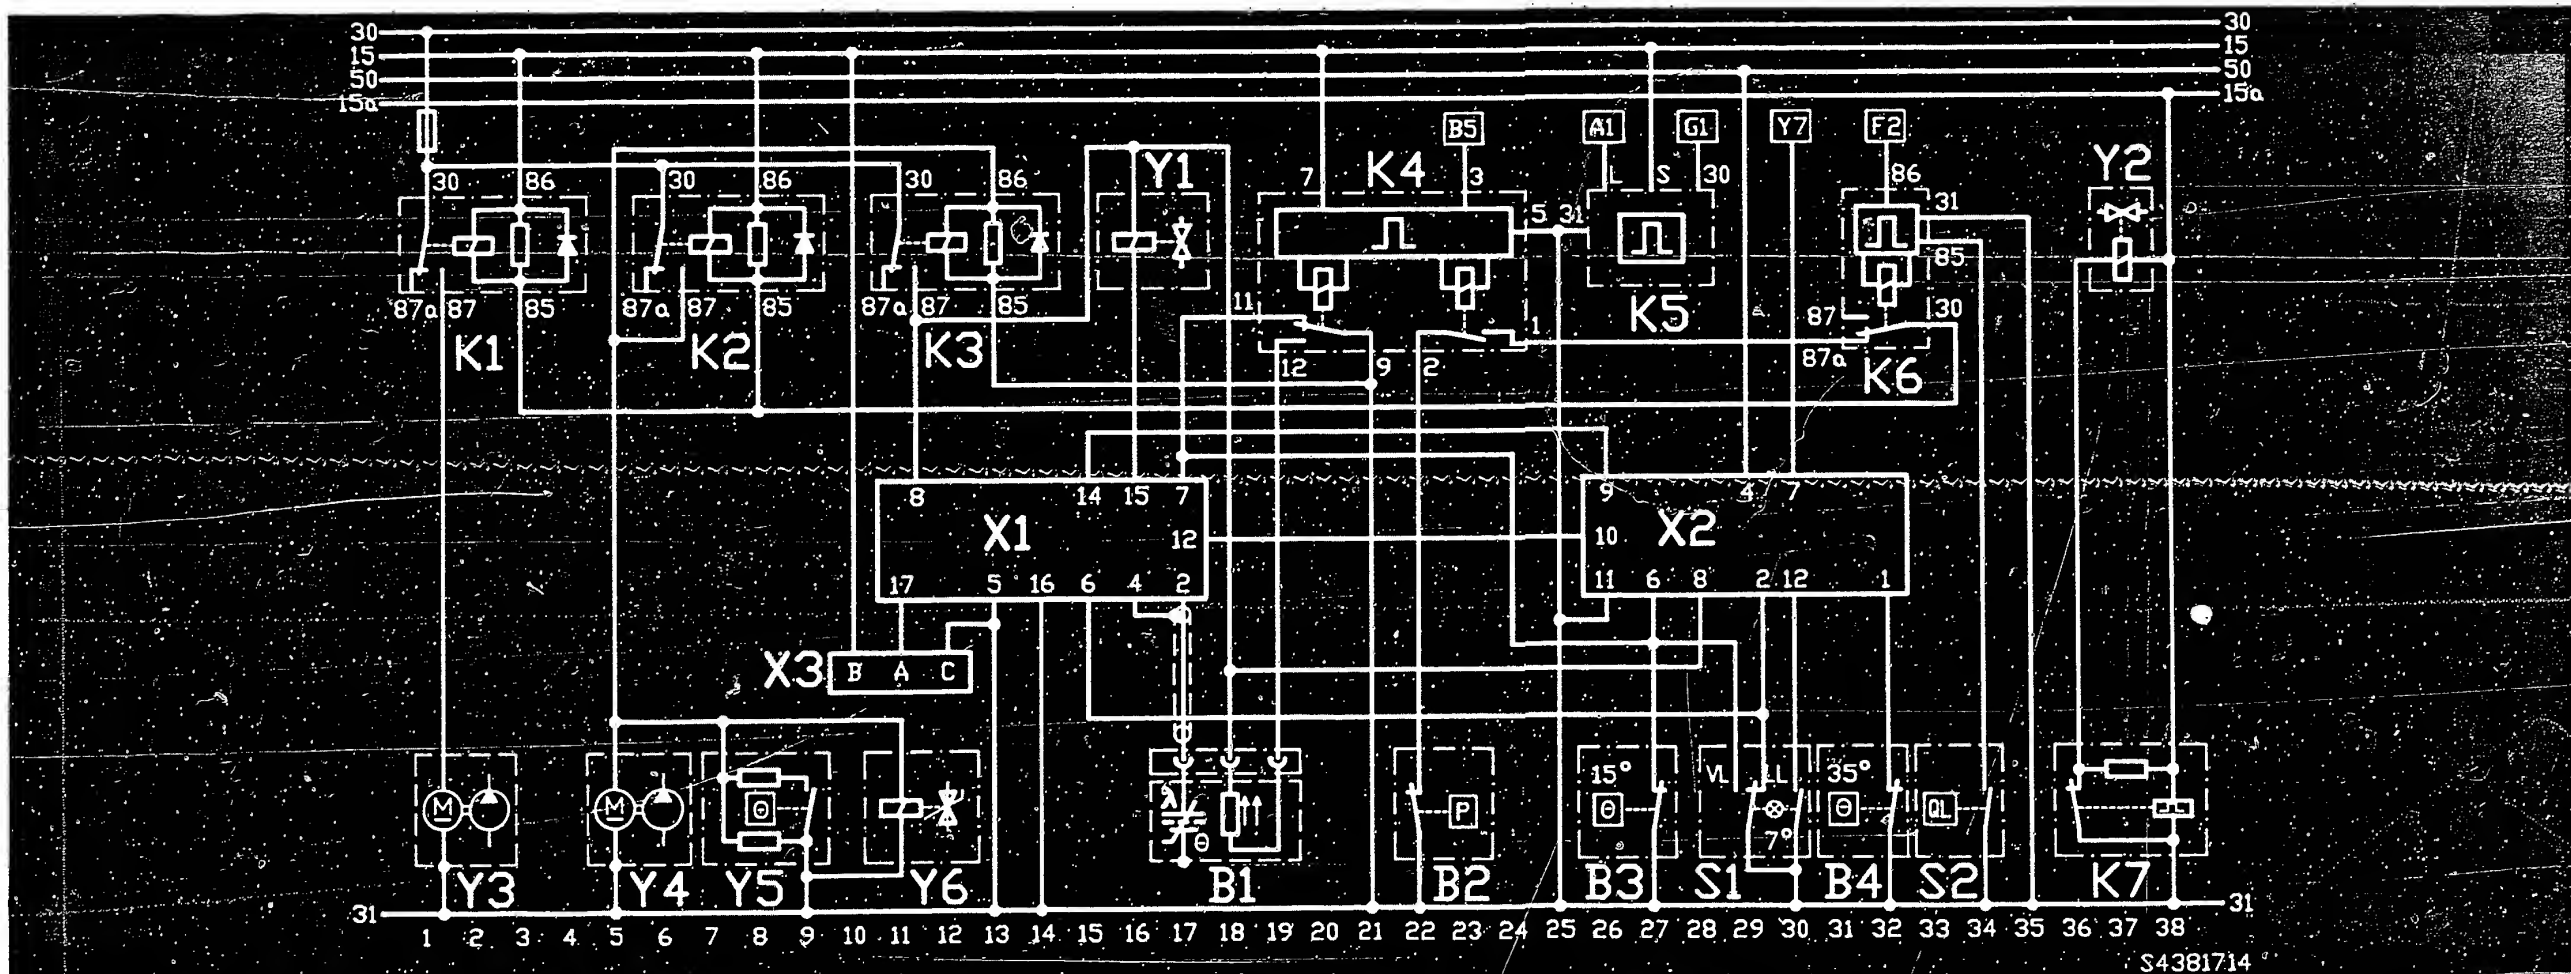 30 30
15 15
50 50
15a 15a
B5 A1 G1 Y7 F2
Y1 K4 Y2
30 86 30 86 30 86 7 3 L S 30 86
5 31 31
85
87a 87 85 87a 87 85 87a 87 85 11 1 87 30
K1 K2 K3 12 9 2 K5 87a K6
8 14 15 7 9 4 7
X1 12 10 X2
17 5 16 6 4 2 11 6 8 2 12 1
X3 B A C
λ 15° VL LL 35°
M M Θ Θ P Θ Θ QL
7°
Y3 Y4 Y5 Y6 B1 B2 B3 S1 B4 S2 K7
31 31
1 2 3 4 5 6 7 8 9 10 11 12 13 14 15 16 17 18 19 20 21 22 23 24 25 26 27 28 29 30 31 32 33 34 35 36 37 38
S4381714